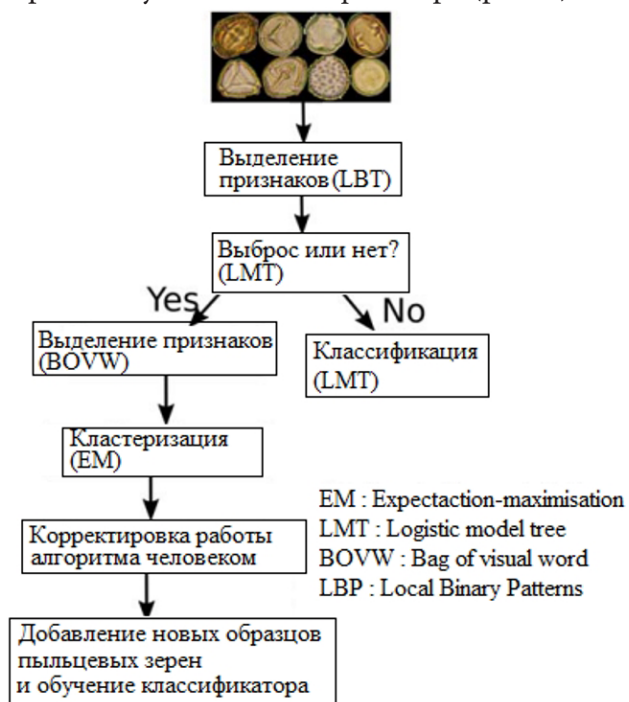 Выделение
признаков (LBT)
Выброс или нет?
(LMT)
Yes
No
Выделение признаков
(BOVW)
Классификация
(LMT)
Кластеризация
(EM)
Корректировка работы
алгоритма человеком
Добавление новых образцов
пыльцевых зерен
и обучение классификатора
EM : Expectaction-maximisation
LMT : Logistic model tree
BOVW : Bag of visual word
LBP : Local Binary Patterns